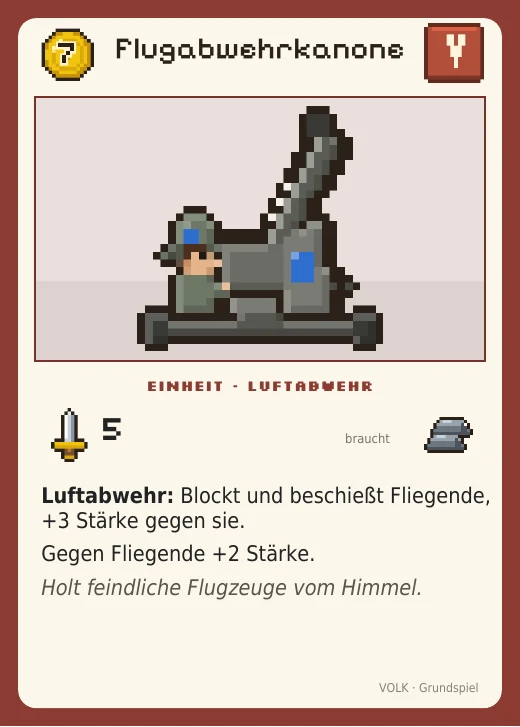 7
Flugabwehrkanone
EINHEIT - LUFTABWEHR
5
braucht
Luftabwehr: Blockt und beschießt Fliegende,
+3 Stärke gegen sie.
Gegen Fliegende +2 Stärke.
Holt feindliche Flugzeuge vom Himmel.
VOLK · Grundspiel